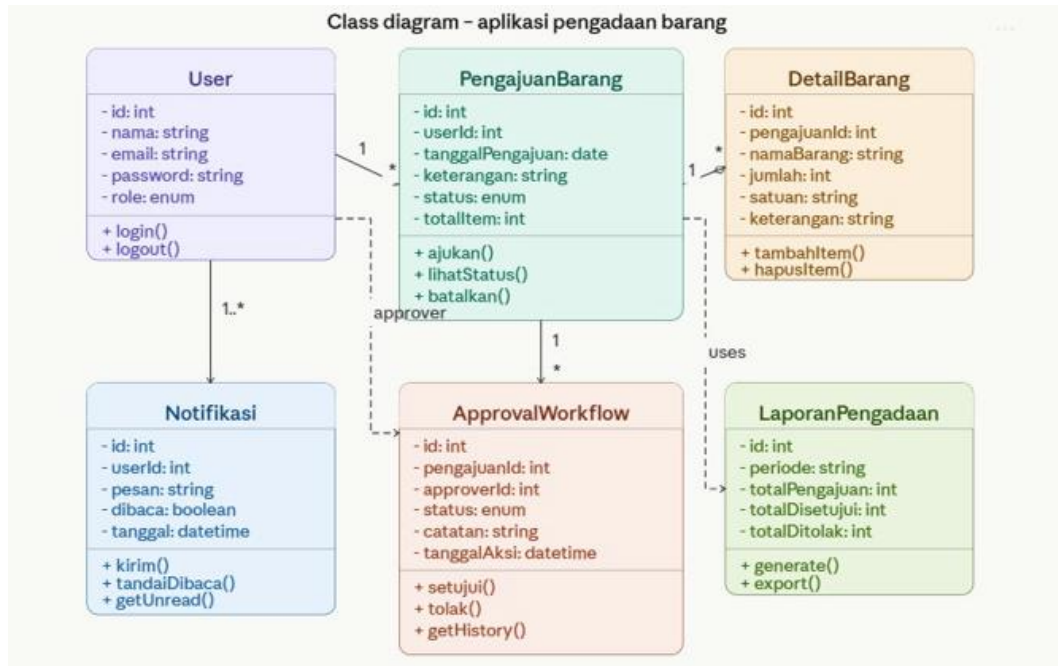 Class diagram – aplikasi pengadaan barang
User
- id: int
- nama: string
- email: string
- password: string
- role: enum
+ login()
+ logout()
1
*
PengajuanBarang
- id: int
- userId: int
- tanggalPengajuan: date
- keterangan: string
- status: enum
- totalItem: int
+ ajukan()
+ lihatStatus()
+ batalkan()
1
*
DetailBarang
- id: int
- pengajuanId: int
- namaBarang: string
- jumlah: int
- satuan: string
- keterangan: string
+ tambahItem()
+ hapusItem()
1..*
approver
1
*
uses
Notifikasi
- id: int
- userId: int
- pesan: string
- dibaca: boolean
- tanggal: datetime
+ kirim()
+ tandaiDibaca()
+ getUnread()
ApprovalWorkflow
- id: int
- pengajuanId: int
- approverId: int
- status: enum
- catatan: string
- tanggalAksi: datetime
+ setujui()
+ tolak()
+ getHistory()
LaporanPengadaan
- id: int
- periode: string
- totalPengajuan: int
- totalDisetujui: int
- totalDitolak: int
+ generate()
+ export()